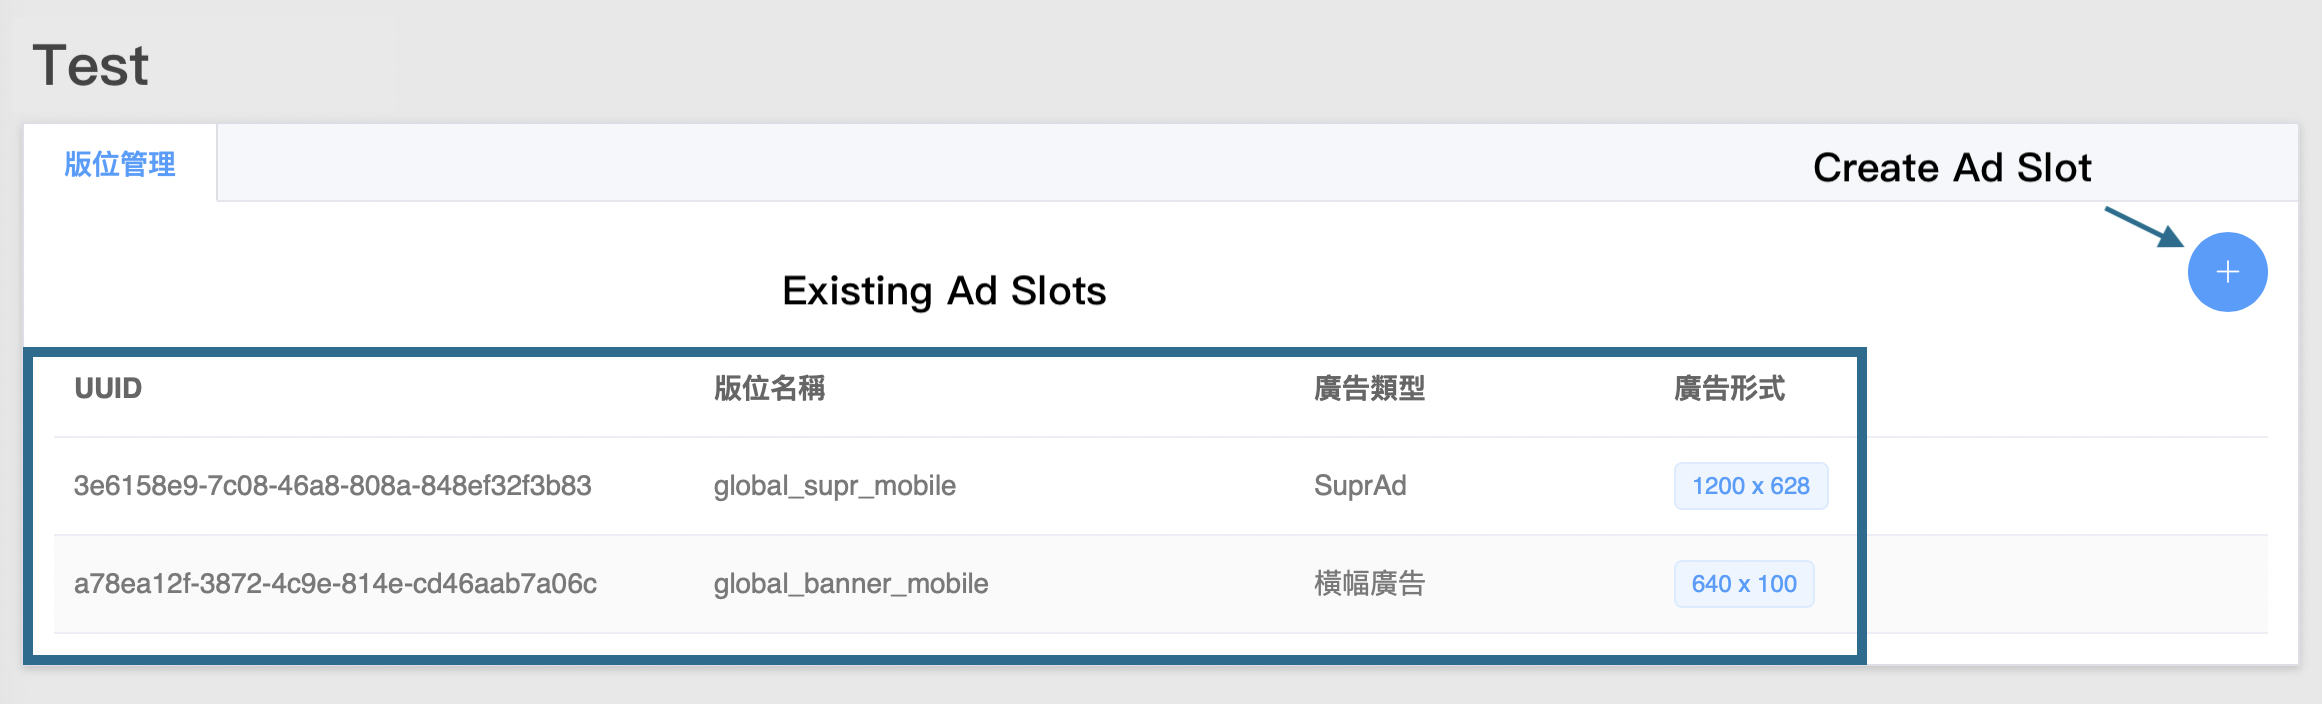 Test
版位管理
Create Ad Slot
+
Existing Ad Slots
UUID 版位名稱 廣告類型 廣告形式
3e6158e9-7c08-46a8-808a-848ef32f3b83 global_supr_mobile SuprAd 1200 x 628
a78ea12f-3872-4c9e-814e-cd46aab7a06c global_banner_mobile 橫幅廣告 640 x 100